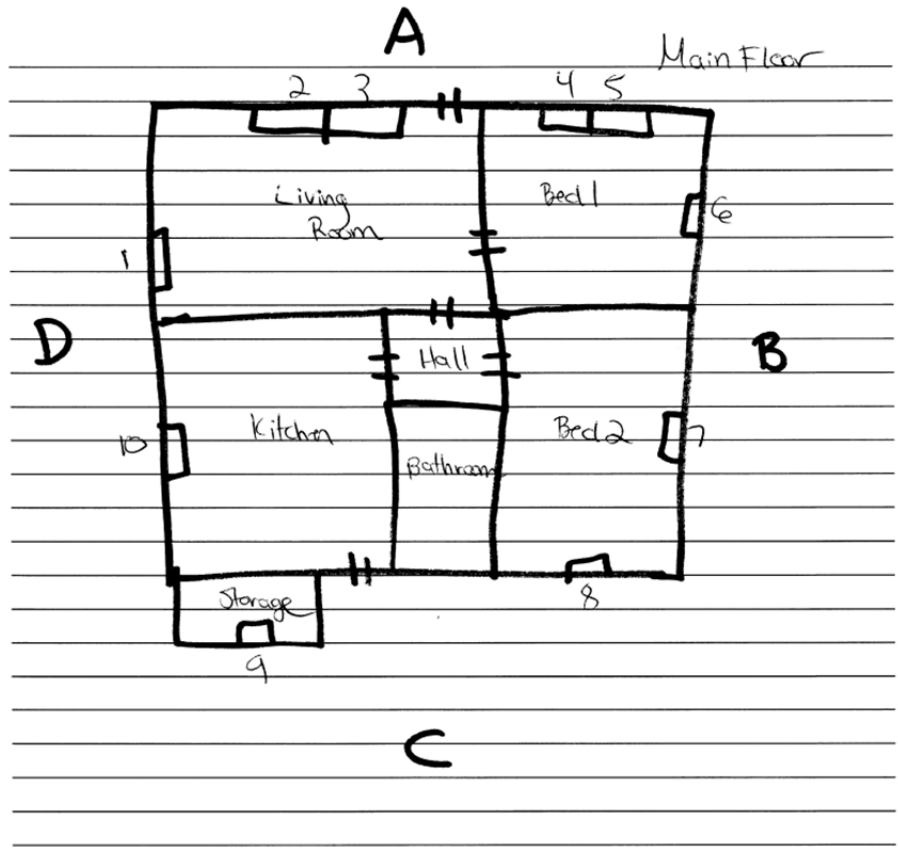 A
Main Floor
2 3 4 5
Living
Room
Bed 1
6
1
D
Hall
B
Kitchen
10
Bathroom
Bed 2
7
Storage
8
9
C